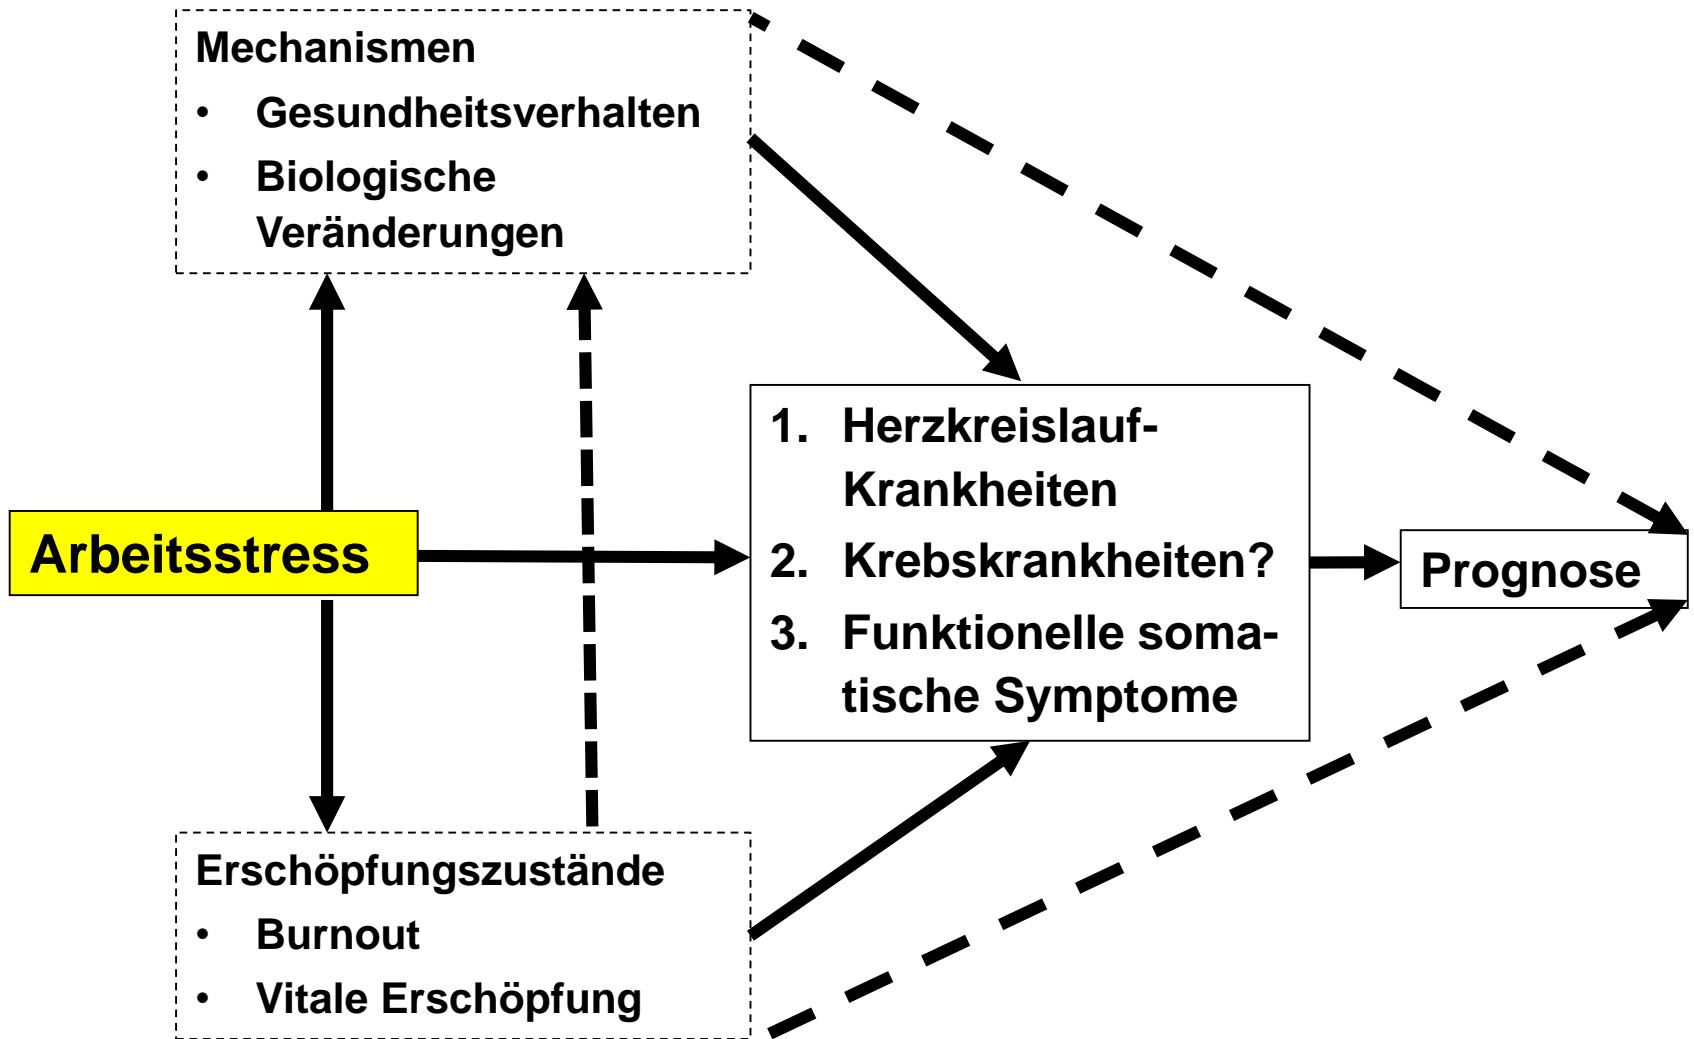 Mechanismen
• Gesundheitsverhalten
• Biologische
Veränderungen
Arbeitsstress
1. Herzkreislauf-
Krankheiten
2. Krebskrankheiten?
3. Funktionelle soma-
tische Symptome
Prognose
Erschöpfungszustände
• Burnout
• Vitale Erschöpfung